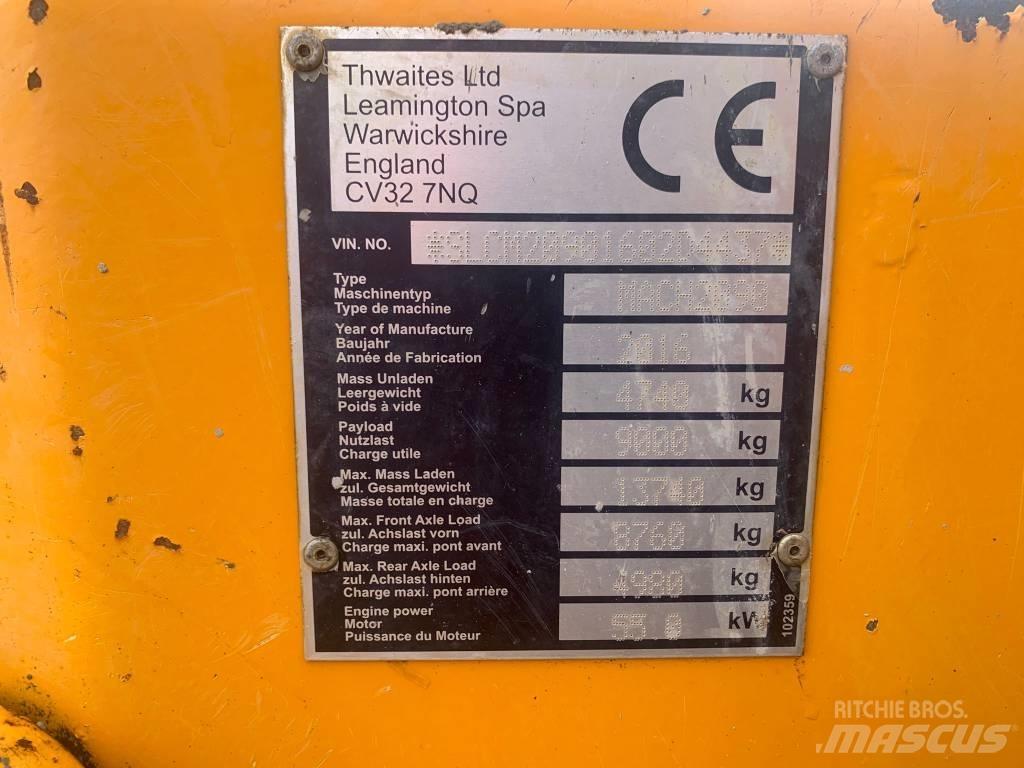 Thwaites Ltd
Leamington Spa
Warwickshire
England
CV32 7NQ
CE
VIN. NO.
Type
Maschinentyp
Type de machine
MACH2090
Year of Manufacture
Baujahr
Année de Fabrication
2016
Mass Unladen
Leergewicht
Poids à vide
4740 kg
Payload
Nutzlast
Charge utile
9000 kg
Max. Mass Laden
zul. Gesamtgewicht
Masse totale en charge
13740 kg
Max. Front Axle Load
zul. Achslast vorn
Charge maxi. pont avant
8760 kg
Max. Rear Axle Load
zul. Achslast hinten
Charge maxi. pont arrière
4980 kg
Engine power
Motor
Puissance du Moteur
55.0 kW
102359
RITCHIE BROS.
MASCUS